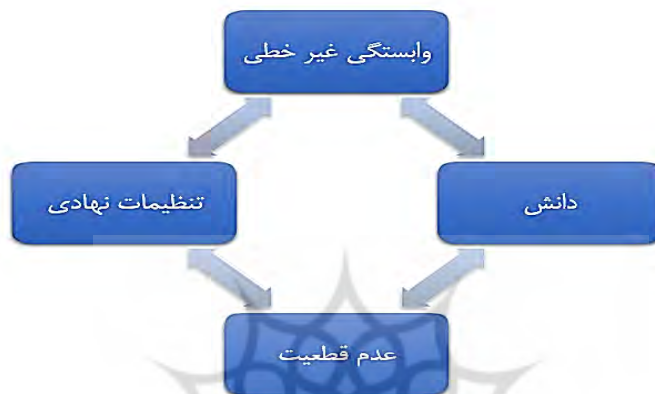 وابستگی غیر خطی
دانش
تنظیمات نهادی
عدم قطعیت